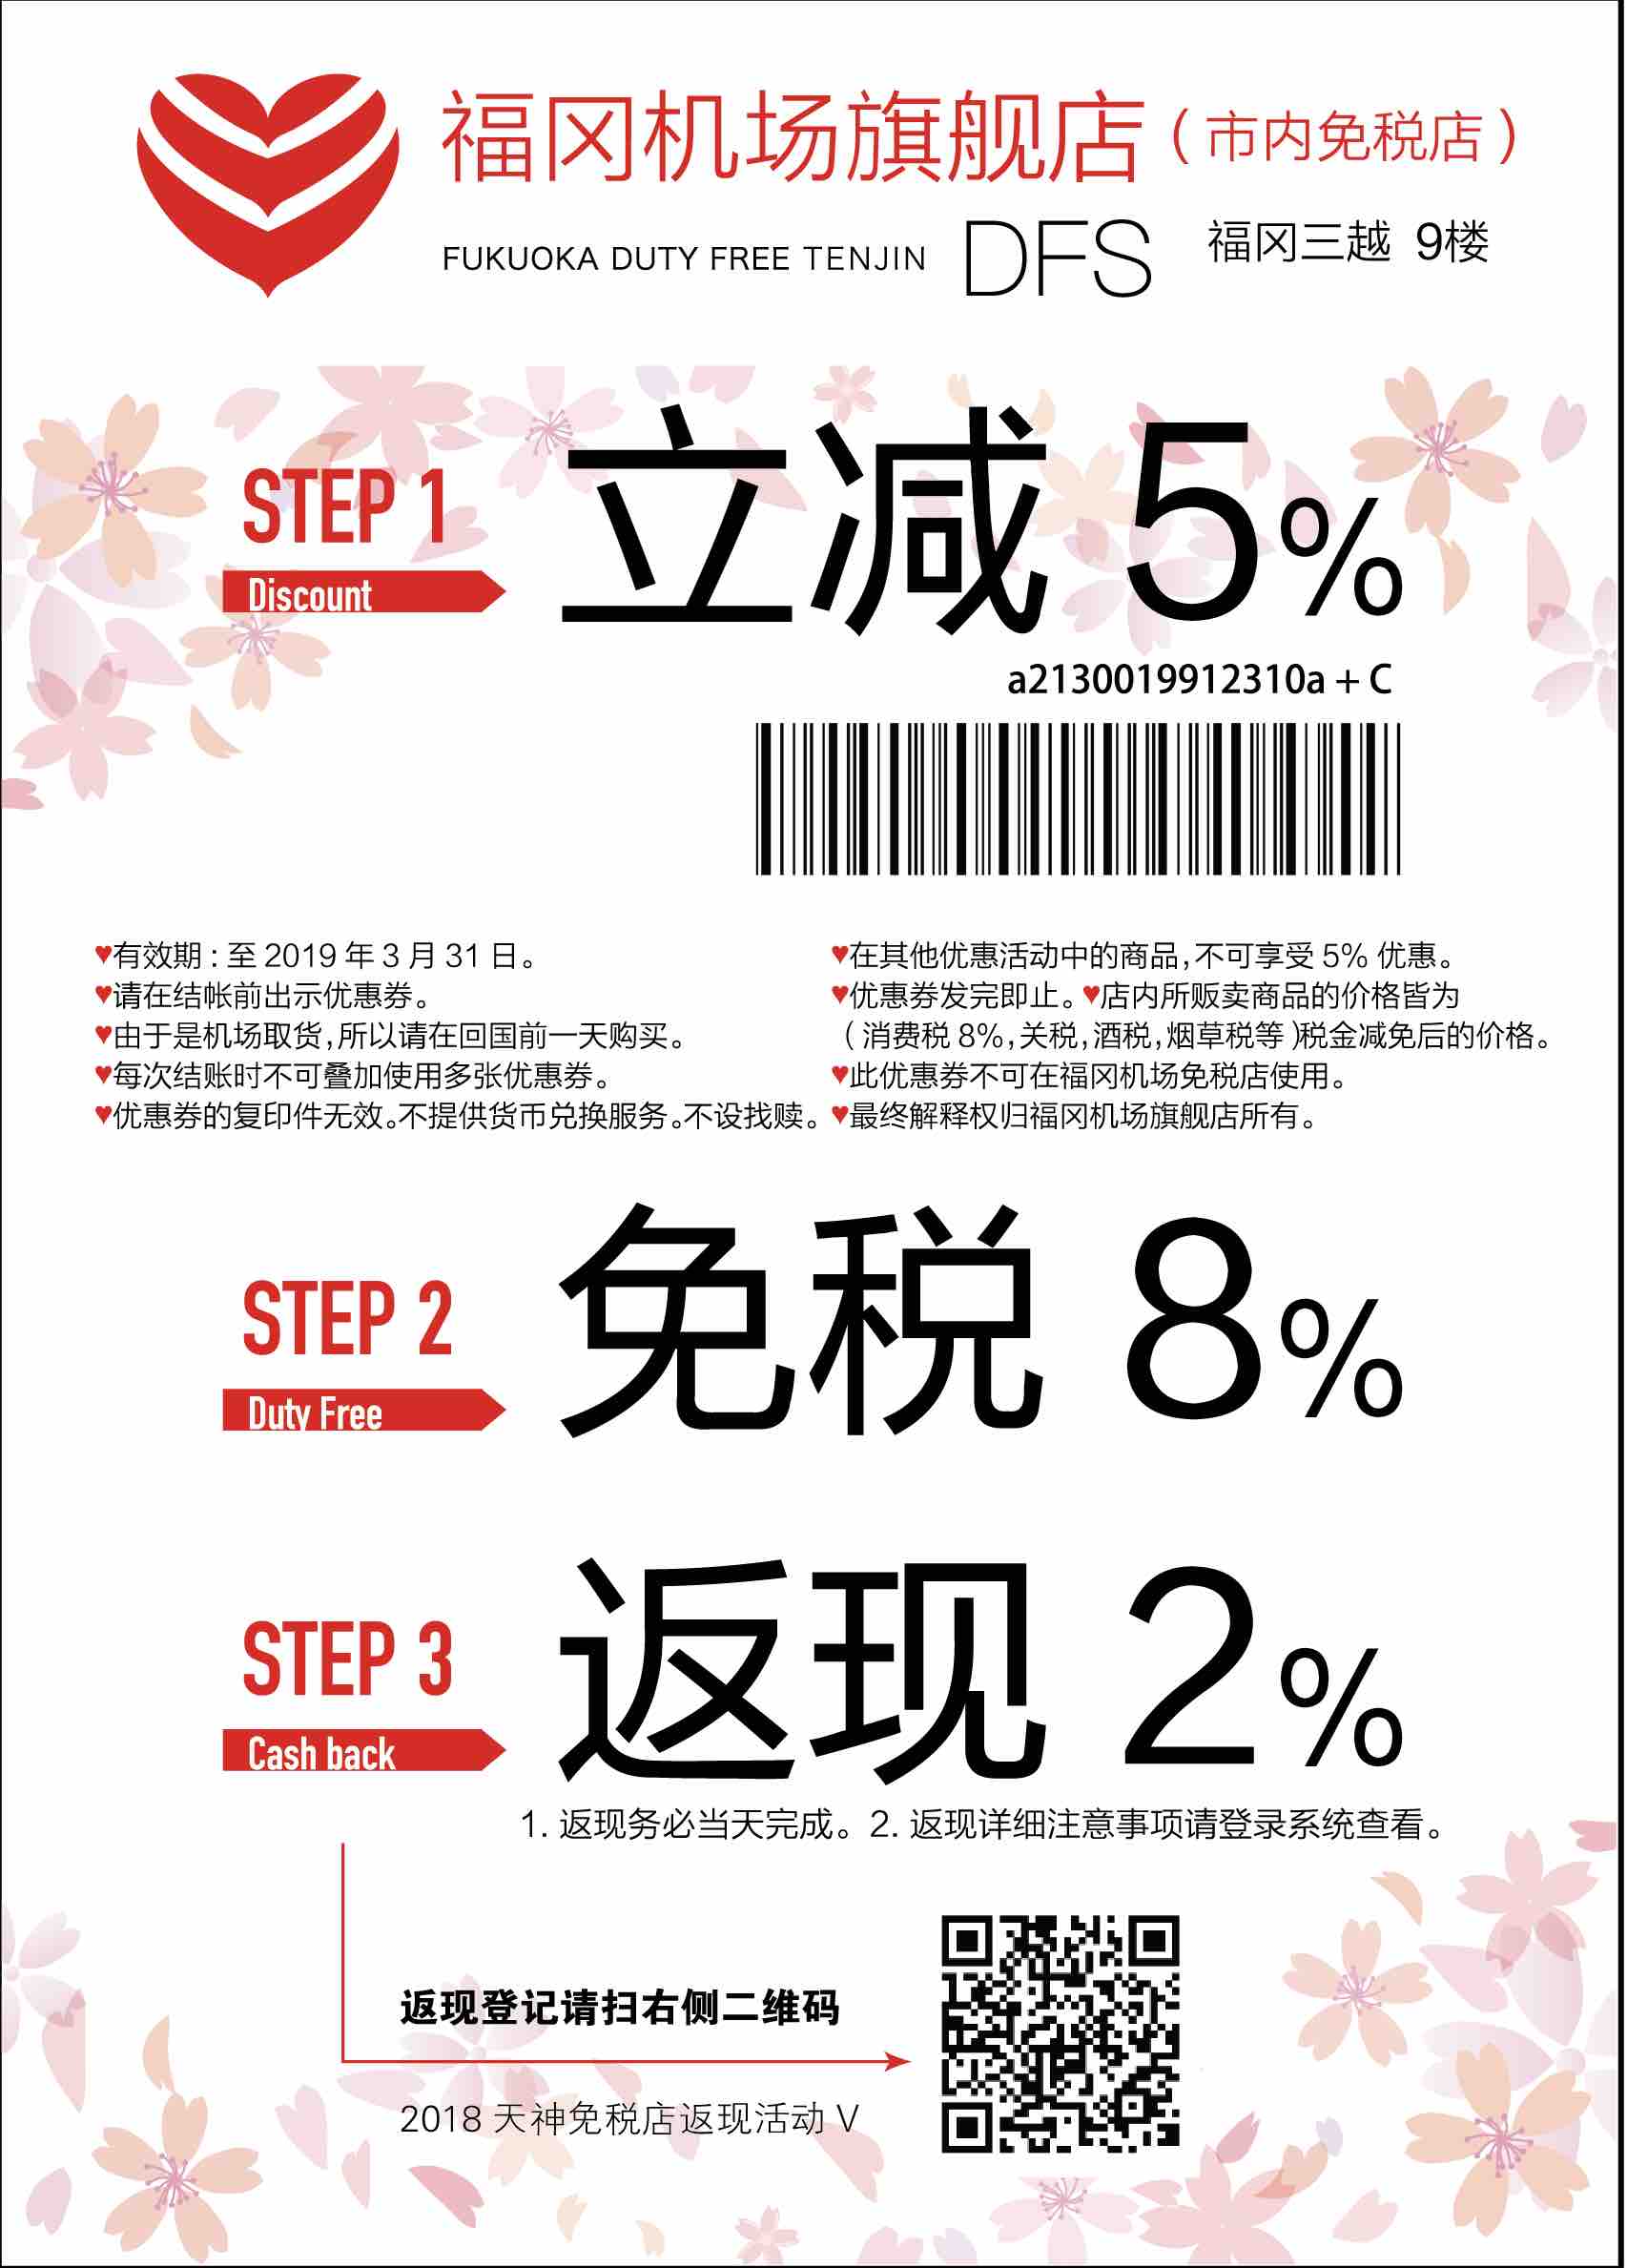 福冈机场旗舰店（市内免税店）
FUKUOKA DUTY FREE TENJIN DFS 福冈三越 9楼
STEP 1
Discount
立减 5%
a2130019912310a + C
♥有效期：至 2019 年 3 月 31 日。
♥请在结帐前出示优惠券。
♥由于是机场取货，所以请在回国前一天购买。
♥每次结账时不可叠加使用多张优惠券。
♥优惠券的复印件无效。不提供货币兑换服务。不设找赎。
♥在其他优惠活动中的商品，不可享受 5% 优惠。
♥优惠券发完即止。♥店内所贩卖商品的价格皆为
（消费税 8%，关税，酒税，烟草税等）税金减免后的价格。
♥此优惠券不可在福冈机场免税店使用。
♥最终解释权归福冈机场旗舰店所有。
STEP 2
Duty Free
免税 8%
STEP 3
Cash back
返现 2%
1. 返现务必当天完成。2. 返现详细注意事项请登录系统查看。
返现登记请扫右侧二维码
2018 天神免税店返现活动 V